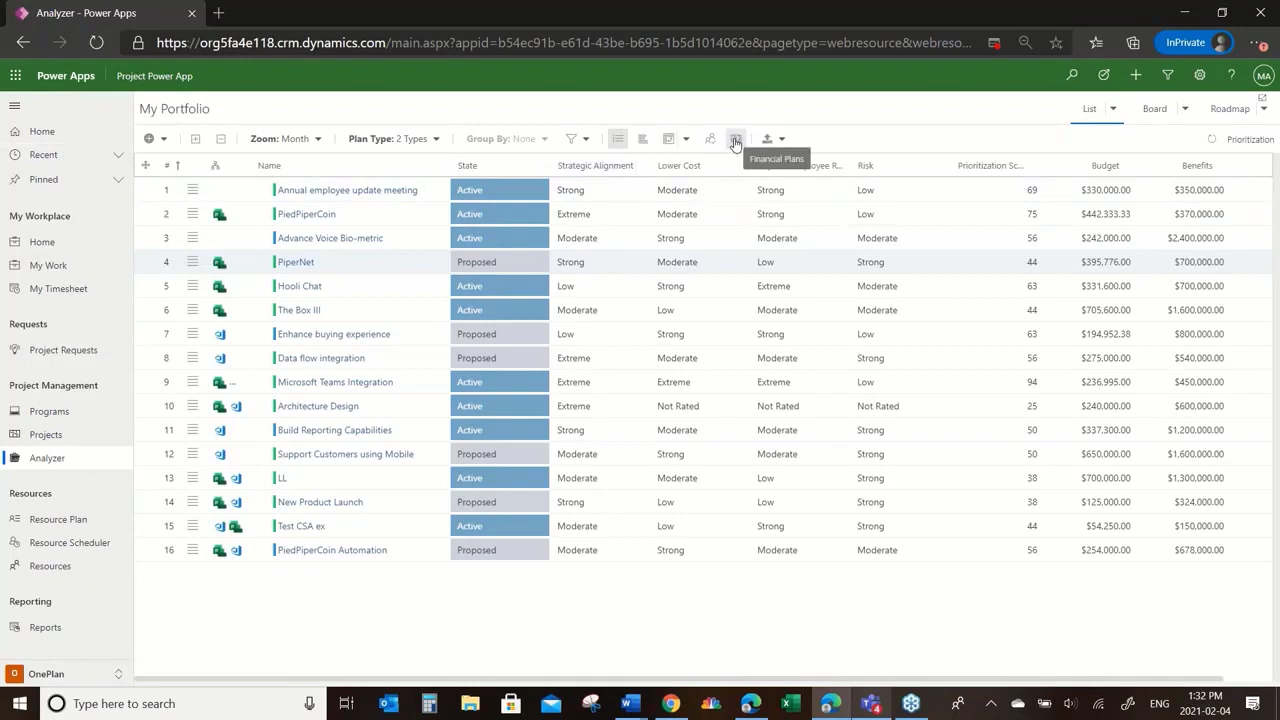 Analyzer - Power Apps
https://org5fa4e118.crm.dynamics.com/main.aspx?appid=b54bc91b-e61d-43be-b695-1b5d1014062e&pagetype=webresource&webreso...
InPrivate
Power Apps Project Power App
MA
My Portfolio
List Board Roadmap
Zoom: Month Plan Type: 2 Types Group By: None Prioritization
Financial Plans
# Name State Strategic Alignment Lower Cost Employee R... Risk Prioritization Sc... Budget Benefits
1 Annual employee update meeting Active Strong Moderate Strong Low 69 $330,000.00 $350,000.00
2 PiedPiperCoin Active Extreme Moderate Strong Low 75 $442,333.33 $370,000.00
3 Advance Voice Bio-metric Active Moderate Strong Moderate Moderate 56 $242,000.00 $2,400,000.00
4 PiperNet Proposed Strong Moderate Low Strong 44 $395,776.00 $700,000.00
5 Hooli Chat Active Low Strong Extreme Moderate 63 $331,600.00 $700,000.00
6 The Box III Active Moderate Low Moderate Moderate 44 $705,600.00 $1,600,000.00
7 Enhance buying experience Proposed Low Strong Strong Low 63 $194,952.38 $800,000.00
8 Data flow integration Proposed Extreme Moderate Moderate Strong 56 $275,000.00 $540,000.00
9 ... Microsoft Teams Integration Active Extreme Extreme Extreme Low 94 $236,995.00 $450,000.00
10 Architecture Design Active Extreme Not Rated Not Rated Not Rated 25 $240,000.00 $600,000.00
11 Build Reporting Capabilities Active Strong Moderate Moderate Strong 50 $337,300.00 $1,200,000.00
12 Support Customers using Mobile Proposed Moderate Strong Moderate Strong 50 $650,000.00 $1,600,000.00
13 LL Active Moderate Moderate Low Strong 38 $700,000.00 $1,300,000.00
14 New Product Launch Proposed Strong Low Low Strong 38 $125,000.00 $324,000.00
15 Test CSA ex Active Moderate Low Strong Strong 44 $54,250.00 $150,000.00
16 PiedPiperCoin Automation Proposed Moderate Strong Moderate Moderate 56 $254,000.00 $678,000.00
Home
Recent
Pinned
My Workplace
Home
My Work
My Timesheet
Requests
Project Requests
Project Management
Programs
Projects
Analyzer
Resources
Resource Plan
Resource Scheduler
Resources
Reporting
Reports
O OnePlan
Type here to search
4
ENG
1:32 PM
2021-02-04